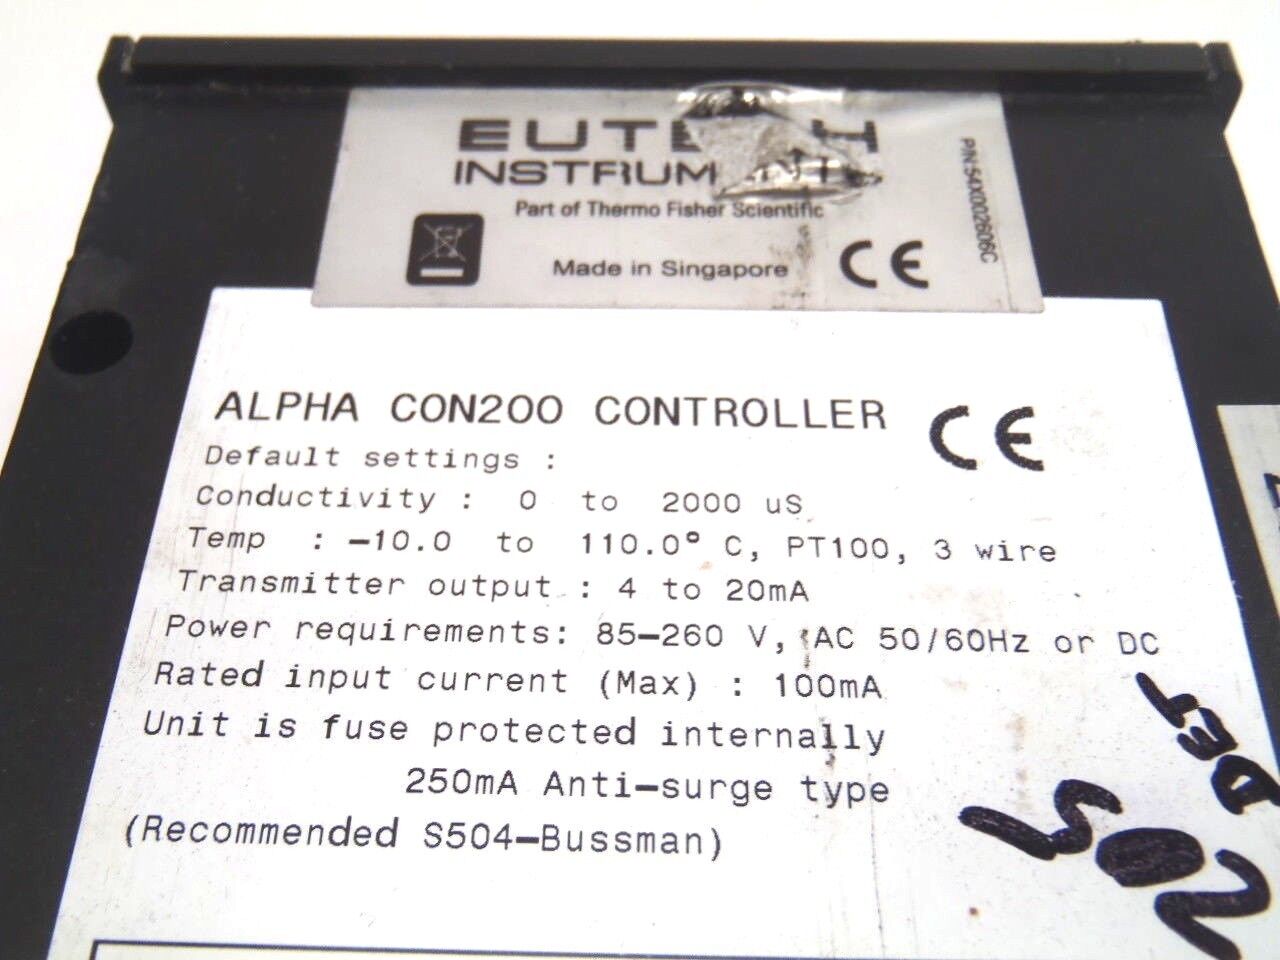 Part of Thermo Fisher Scientific
Made in Singapore
CE
P/N:54X002606C
ALPHA CON200 CONTROLLER
CE
Default settings :
Conductivity : 0 to 2000 uS
Temp : -10.0 to 110.0° C, PT100, 3 wire
Transmitter output : 4 to 20mA
Power requirements: 85-260 V, AC 50/60Hz or DC
Rated input current (Max) : 100mA
Unit is fuse protected internally
250mA Anti-surge type
(Recommended S504-Bussman)